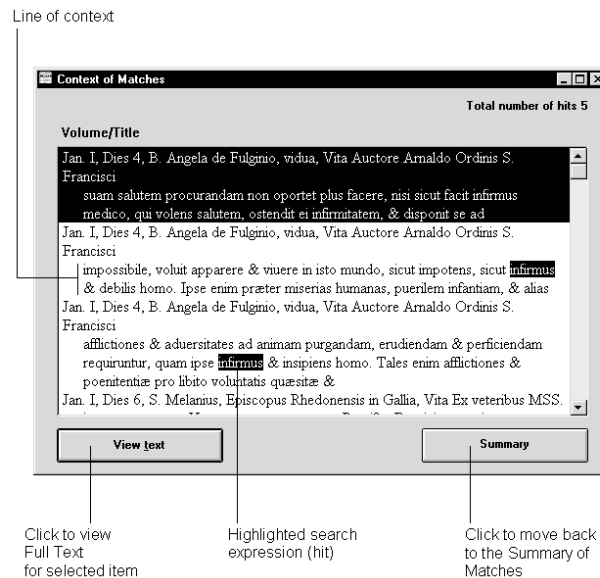 Line of context
Context of Matches
Total number of hits 5
Volume/Title
Jan. I, Dies 4, B. Angela de Fulginio, vidua, Vita Auctore Arnaldo Ordinis S.
Francisci
suam salutem procurandam non oportet plus facere, nisi sicut facit infirmus
medico, qui volens salutem, ostendit ei infirmitatem, & disponit se ad
Jan. I, Dies 4, B. Angela de Fulginio, vidua, Vita Auctore Arnaldo Ordinis S.
Francisci
impossibile, voluit apparere & viuere in isto mundo, sicut impotens, sicut infirmus
& debilis homo. Ipse enim præter miserias humanas, puerilem infantiam, & alias
Jan. I, Dies 4, B. Angela de Fulginio, vidua, Vita Auctore Arnaldo Ordinis S.
Francisci
afflictiones & aduersitates ad animam purgandam, erudiendam & perficiendam
requiruntur, quam ipse infirmus & insipiens homo. Tales enim afflictiones &
poenitentiæ pro libito voluntatis quæsitæ &
Jan. I, Dies 6, S. Melanius, Episcopus Rhedonensis in Gallia, Vita Ex veteribus MSS.
View text
Summary
Click to view
Full Text
for selected item
Highlighted search
expression (hit)
Click to move back
to the Summary of
Matches